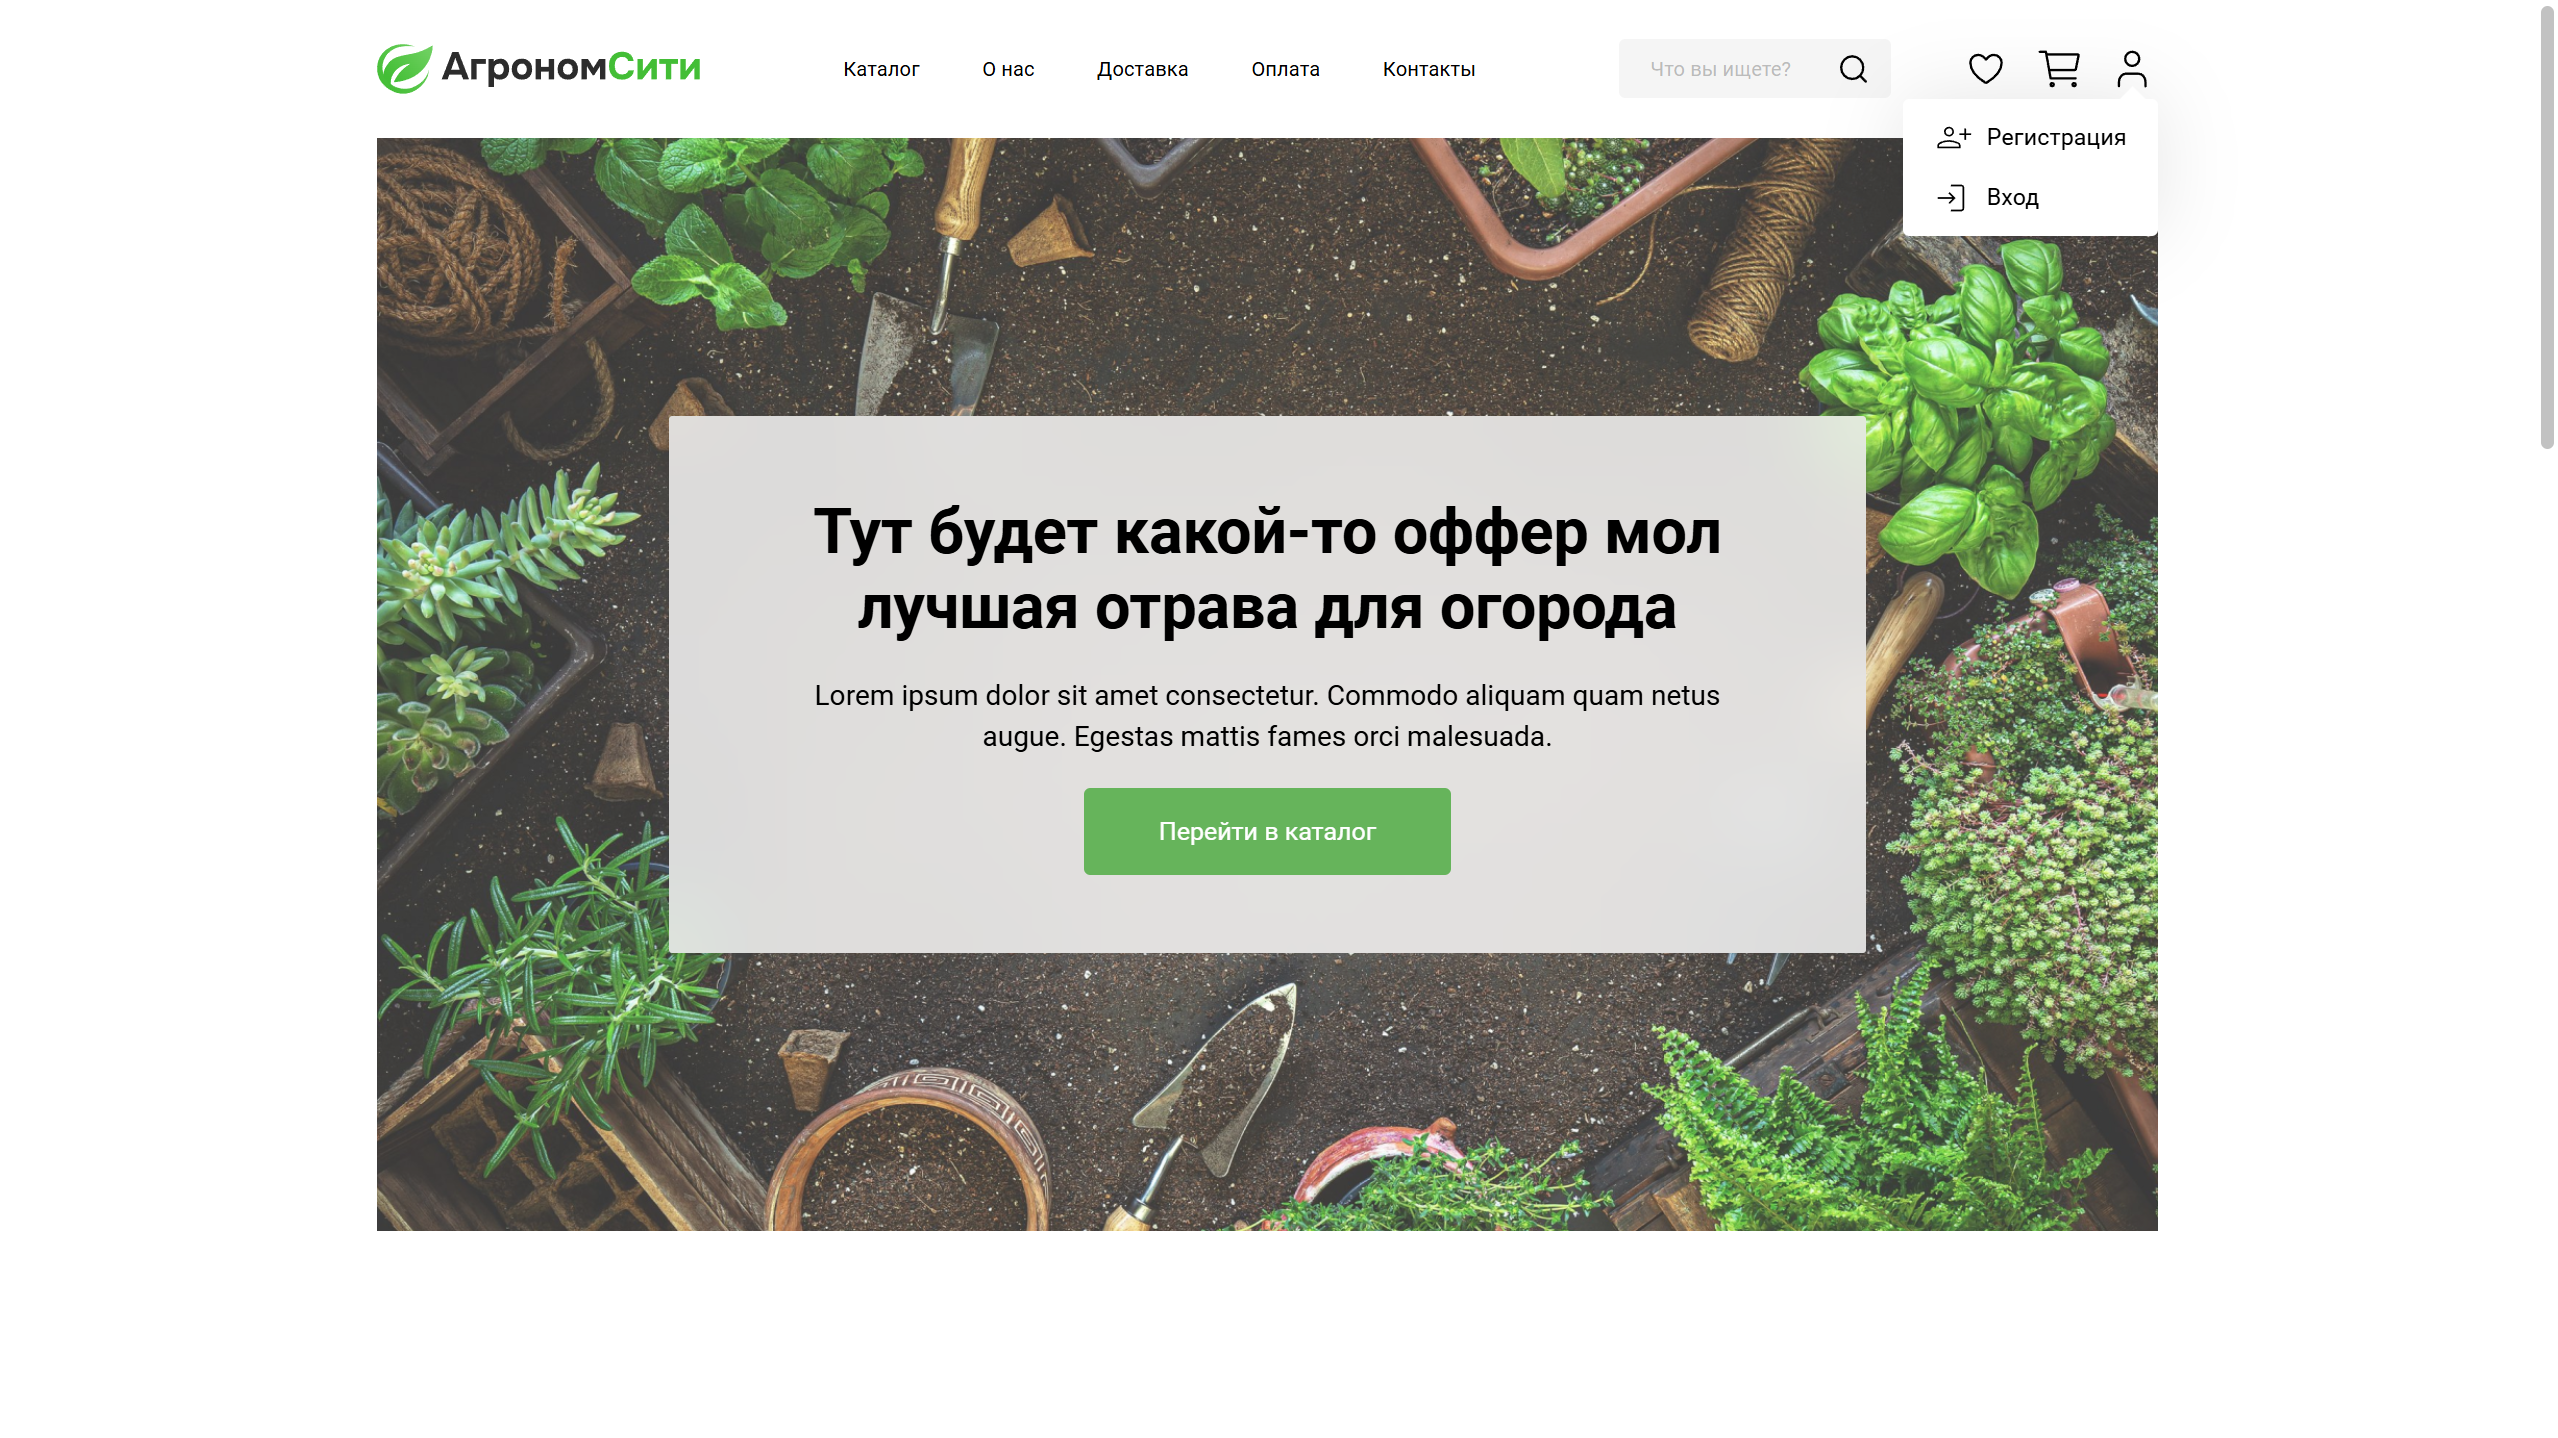 АгрономСити
Каталог
О нас
Доставка
Оплата
Контакты
Что вы ищете?
Регистрация
Вход
Тут будет какой-то оффер мол
лучшая отрава для огорода
Lorem ipsum dolor sit amet consectetur. Commodo aliquam quam netus
augue. Egestas mattis fames orci malesuada.
Перейти в каталог